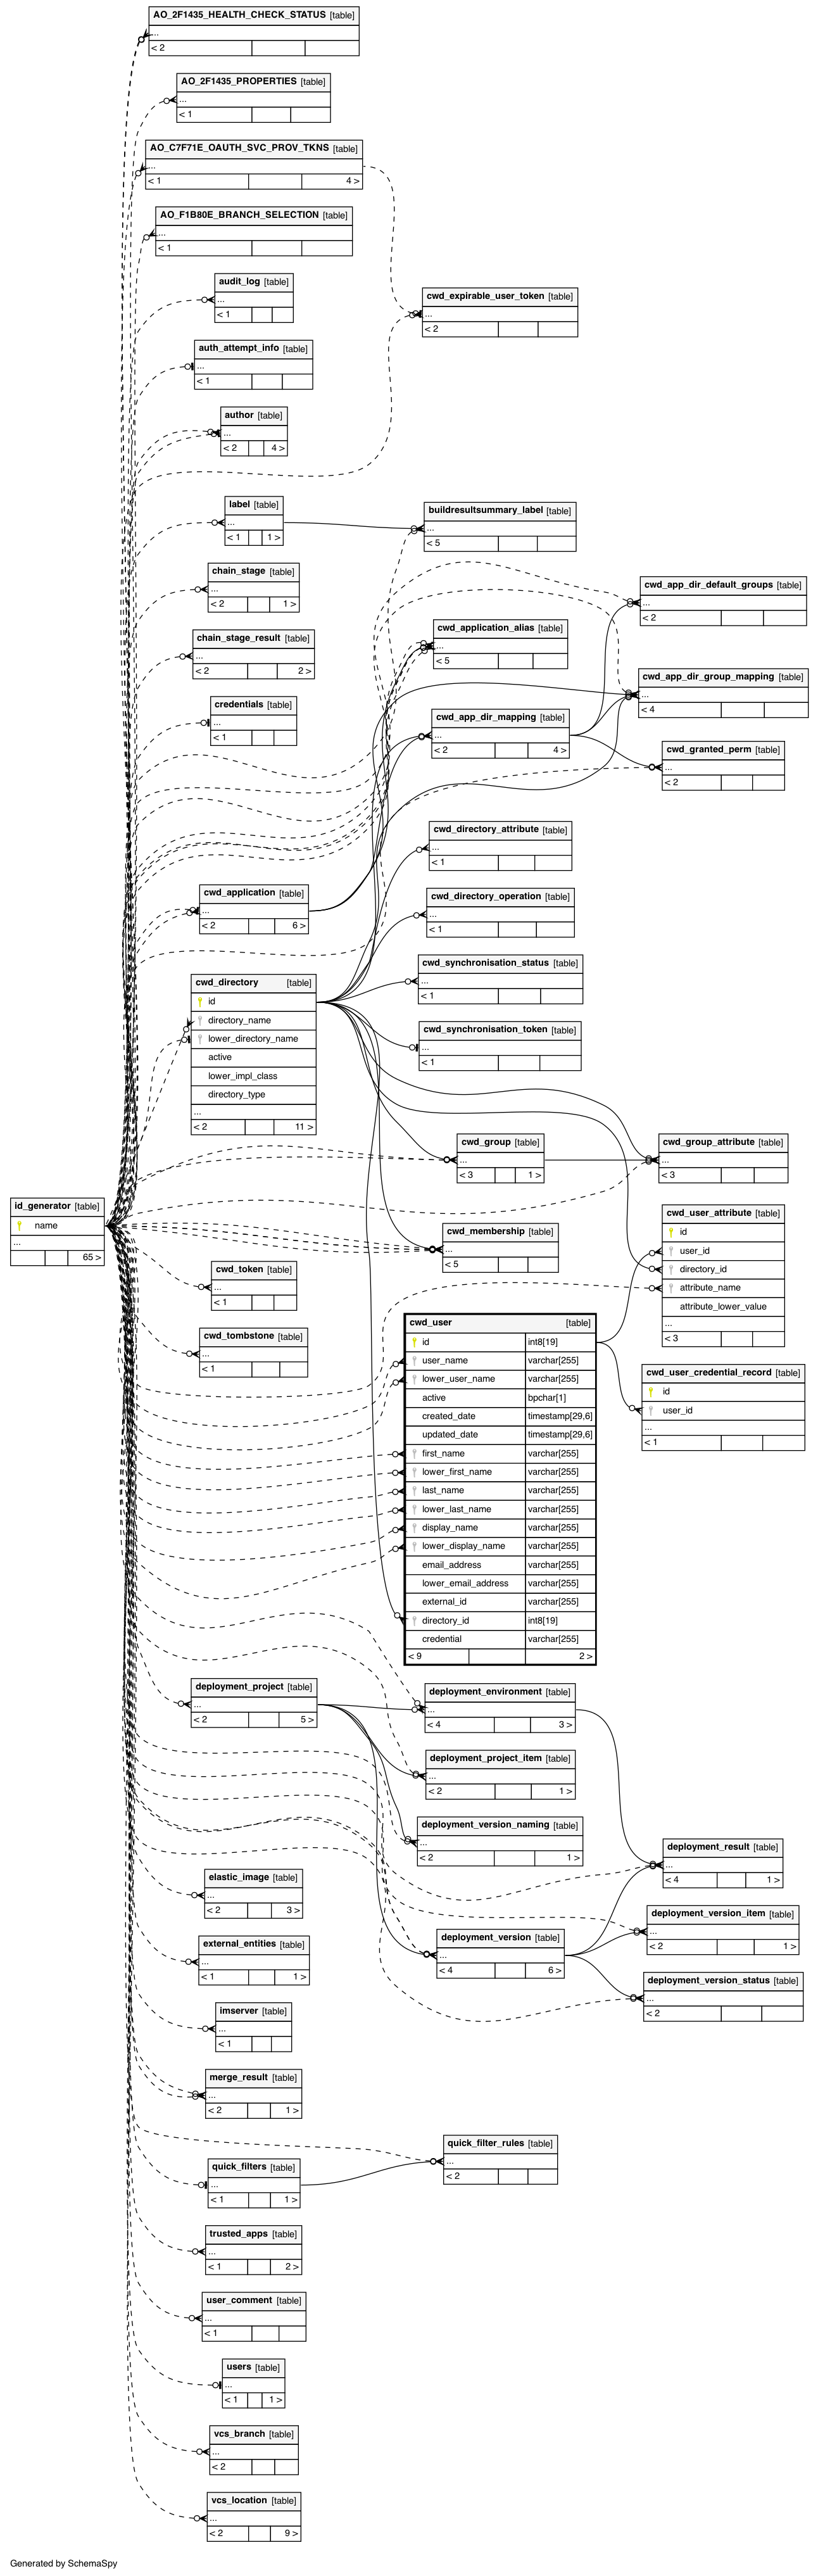 AO_2F1435_HEALTH_CHECK_STATUS [table]
...
< 2
AO_2F1435_PROPERTIES [table]
...
< 1
AO_C7F71E_OAUTH_SVC_PROV_TKNS [table]
...
< 1 4 >
AO_F1B80E_BRANCH_SELECTION [table]
...
< 1
audit_log [table]
...
< 1
cwd_expirable_user_token [table]
...
< 2
auth_attempt_info [table]
...
< 1
author [table]
...
< 2 4 >
label [table]
...
< 1 1 >
buildresultsummary_label [table]
...
< 5
chain_stage [table]
...
< 2 1 >
cwd_app_dir_default_groups [table]
...
< 2
chain_stage_result [table]
...
< 2 2 >
cwd_application_alias [table]
...
< 5
cwd_app_dir_group_mapping [table]
...
< 4
credentials [table]
...
< 1
cwd_app_dir_mapping [table]
...
< 2 4 >
cwd_granted_perm [table]
...
< 2
cwd_directory_attribute [table]
...
< 1
cwd_application [table]
...
< 2 6 >
cwd_directory_operation [table]
...
< 1
cwd_synchronisation_status [table]
...
< 1
cwd_directory [table]
id
directory_name
lower_directory_name
active
lower_impl_class
directory_type
...
< 2 11 >
cwd_synchronisation_token [table]
...
< 1
cwd_group [table]
...
< 3 1 >
cwd_group_attribute [table]
...
< 3
id_generator [table]
name
...
65 >
cwd_membership [table]
...
< 5
cwd_user_attribute [table]
id
user_id
directory_id
attribute_name
attribute_lower_value
...
< 3
cwd_token [table]
...
< 1
cwd_tombstone [table]
...
< 1
cwd_user [table]
id int8[19]
user_name varchar[255]
lower_user_name varchar[255]
active bpchar[1]
created_date timestamp[29,6]
updated_date timestamp[29,6]
first_name varchar[255]
lower_first_name varchar[255]
last_name varchar[255]
lower_last_name varchar[255]
display_name varchar[255]
lower_display_name varchar[255]
email_address varchar[255]
lower_email_address varchar[255]
external_id varchar[255]
directory_id int8[19]
credential varchar[255]
< 9 2 >
cwd_user_credential_record [table]
id
user_id
...
< 1
deployment_project [table]
...
< 2 5 >
deployment_environment [table]
...
< 4 3 >
deployment_project_item [table]
...
< 2 1 >
deployment_version_naming [table]
...
< 2 1 >
deployment_result [table]
...
< 4 1 >
elastic_image [table]
...
< 2 3 >
deployment_version_item [table]
...
< 2 1 >
external_entities [table]
...
< 1 1 >
deployment_version [table]
...
< 4 6 >
deployment_version_status [table]
...
< 2
imserver [table]
...
< 1
merge_result [table]
...
< 2 1 >
quick_filter_rules [table]
...
< 2
quick_filters [table]
...
< 1 1 >
trusted_apps [table]
...
< 1 2 >
user_comment [table]
...
< 1
users [table]
...
< 1 1 >
vcs_branch [table]
...
< 2
vcs_location [table]
...
< 2 9 >
Generated by SchemaSpy